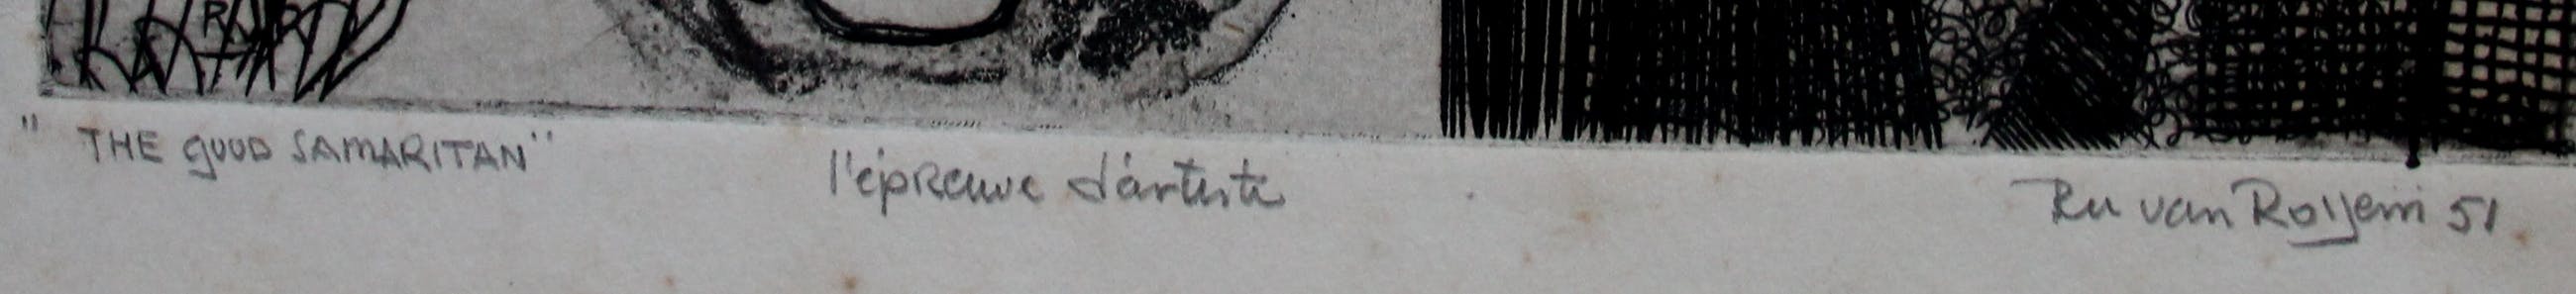 "THE GOOD SAMARITAN"
l'épreuve d'artiste
Ru van Rossem 51